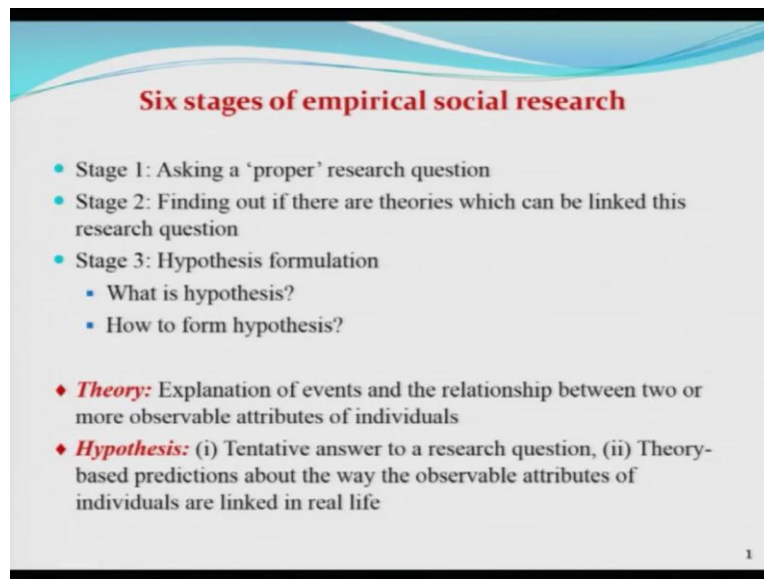 Six stages of empirical social research
• Stage 1: Asking a ‘proper’ research question
• Stage 2: Finding out if there are theories which can be linked this
research question
• Stage 3: Hypothesis formulation
▪ What is hypothesis?
▪ How to form hypothesis?
♦ Theory: Explanation of events and the relationship between two or
more observable attributes of individuals
♦ Hypothesis: (i) Tentative answer to a research question, (ii) Theory-
based predictions about the way the observable attributes of
individuals are linked in real life
1